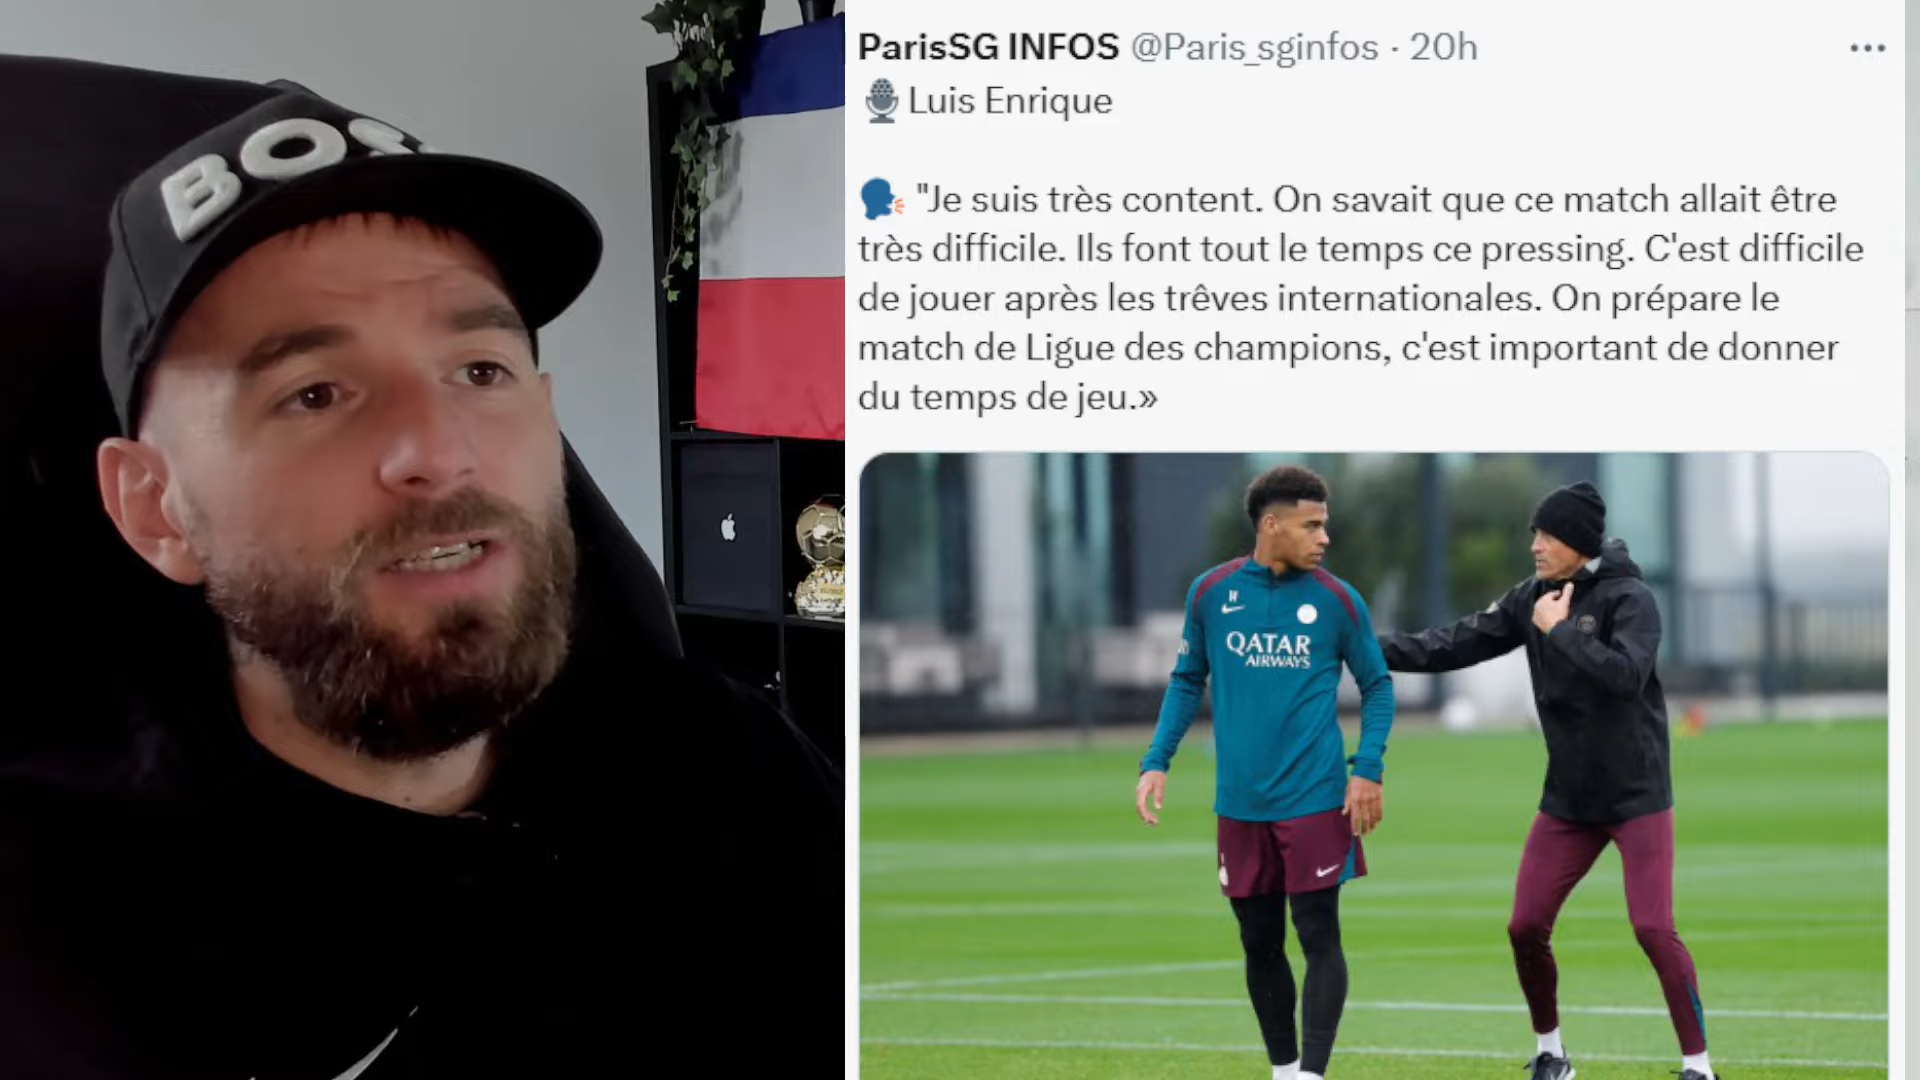 BOS
ParisSG INFOS @Paris_sginfos · 20h
Luis Enrique
"Je suis très content. On savait que ce match allait être
très difficile. Ils font tout le temps ce pressing. C'est difficile
de jouer après les trêves internationales. On prépare le
match de Ligue des champions, c'est important de donner
du temps de jeu.»
QATAR
AIRWAYS